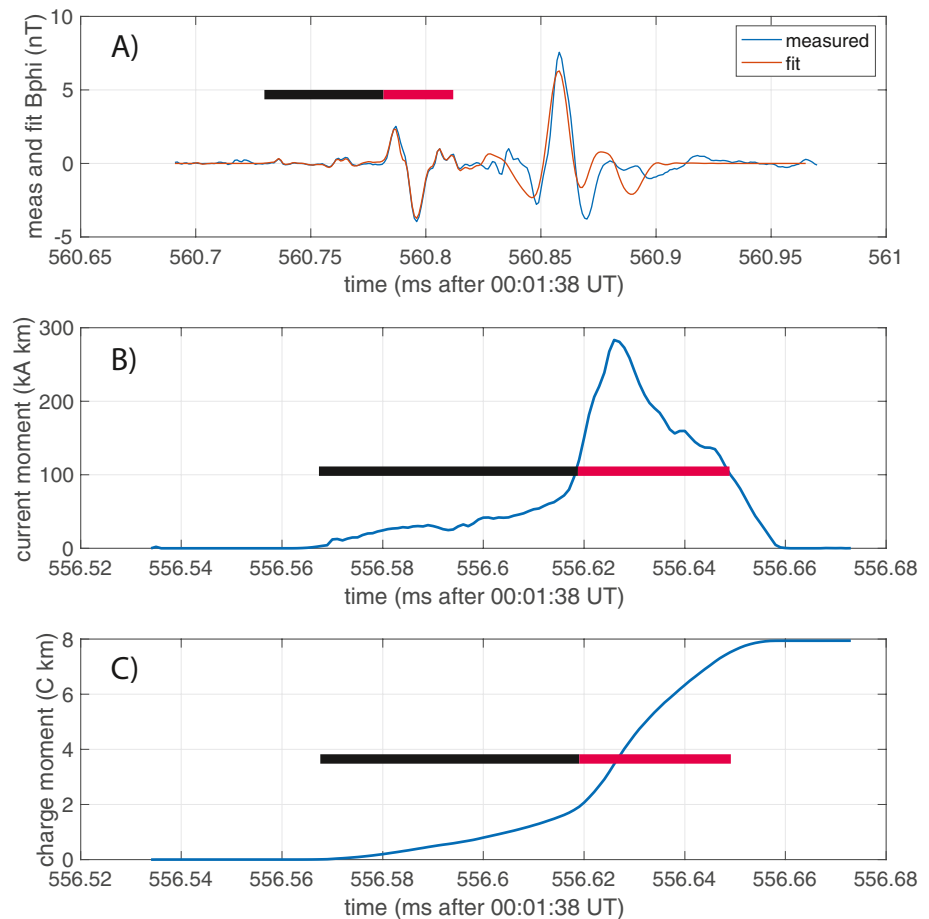 10
A)
measured
fit
5
0
-5
meas and fit Bphi (nT)
560.65 560.7 560.75 560.8 560.85 560.9 560.95 561
time (ms after 00:01:38 UT)
300
B)
200
100
0
current moment (kA km)
556.52 556.54 556.56 556.58 556.6 556.62 556.64 556.66 556.68
time (ms after 00:01:38 UT)
8
C)
6
4
2
0
charge moment (C km)
556.52 556.54 556.56 556.58 556.6 556.62 556.64 556.66 556.68
time (ms after 00:01:38 UT)